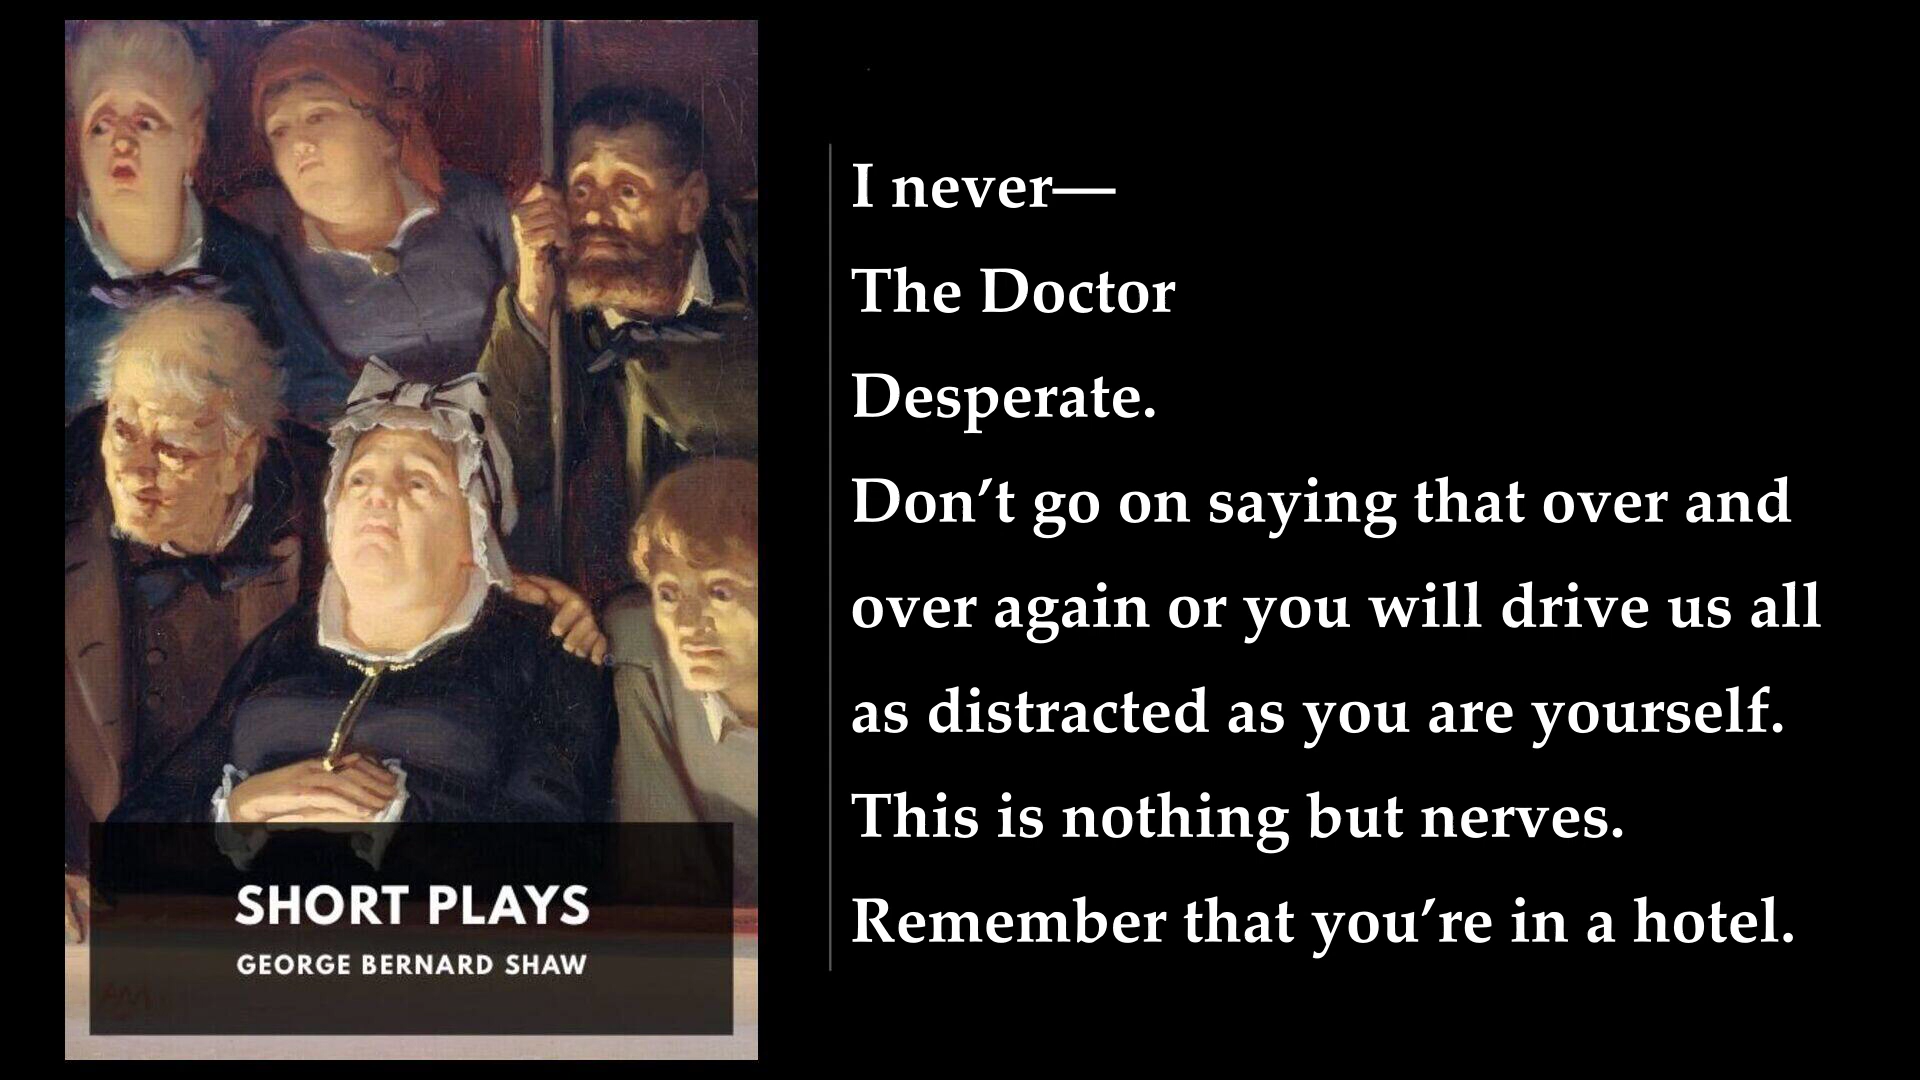 I never—
The Doctor
Desperate.
Don’t go on saying that over and
over again or you will drive us all
as distracted as you are yourself.
This is nothing but nerves.
Remember that you’re in a hotel.
SHORT PLAYS
GEORGE BERNARD SHAW